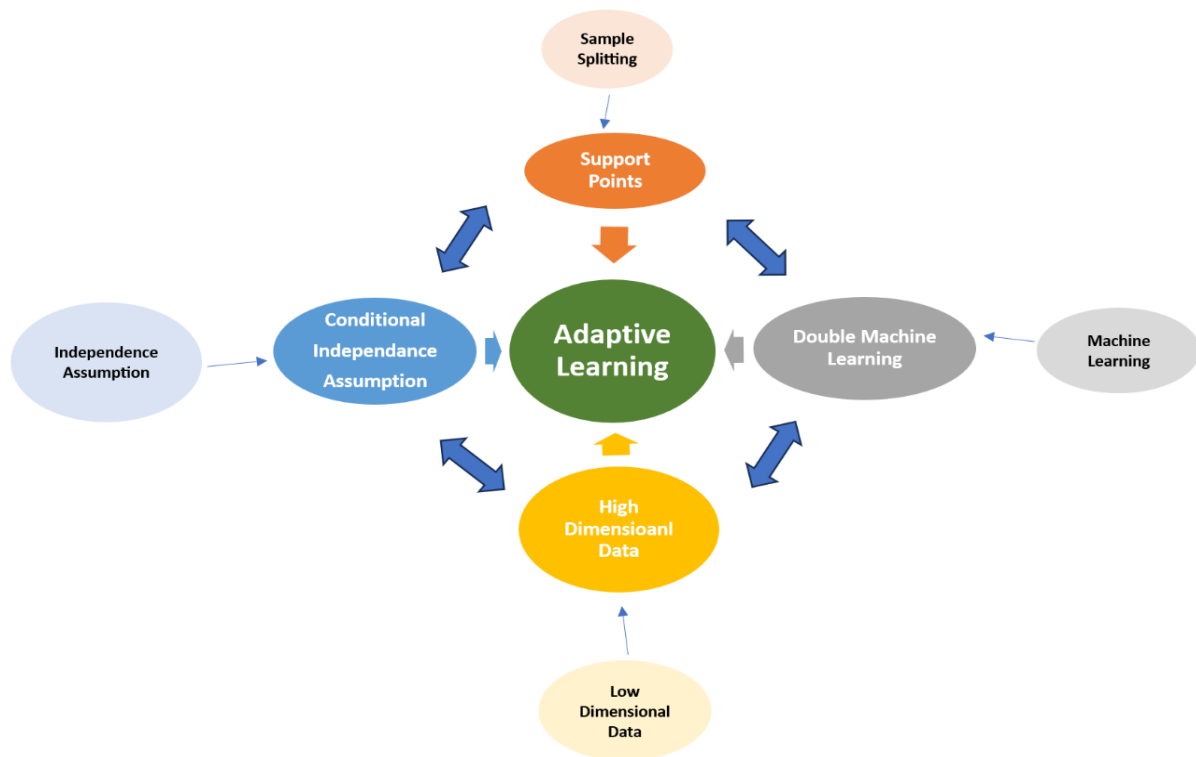 Sample
Splitting
Support
Points
Conditional
Independance
Assumption
Independence
Assumption
Adaptive
Learning
Double Machine
Learning
Machine
Learning
High
Dimensioanl
Data
Low
Dimensional
Data